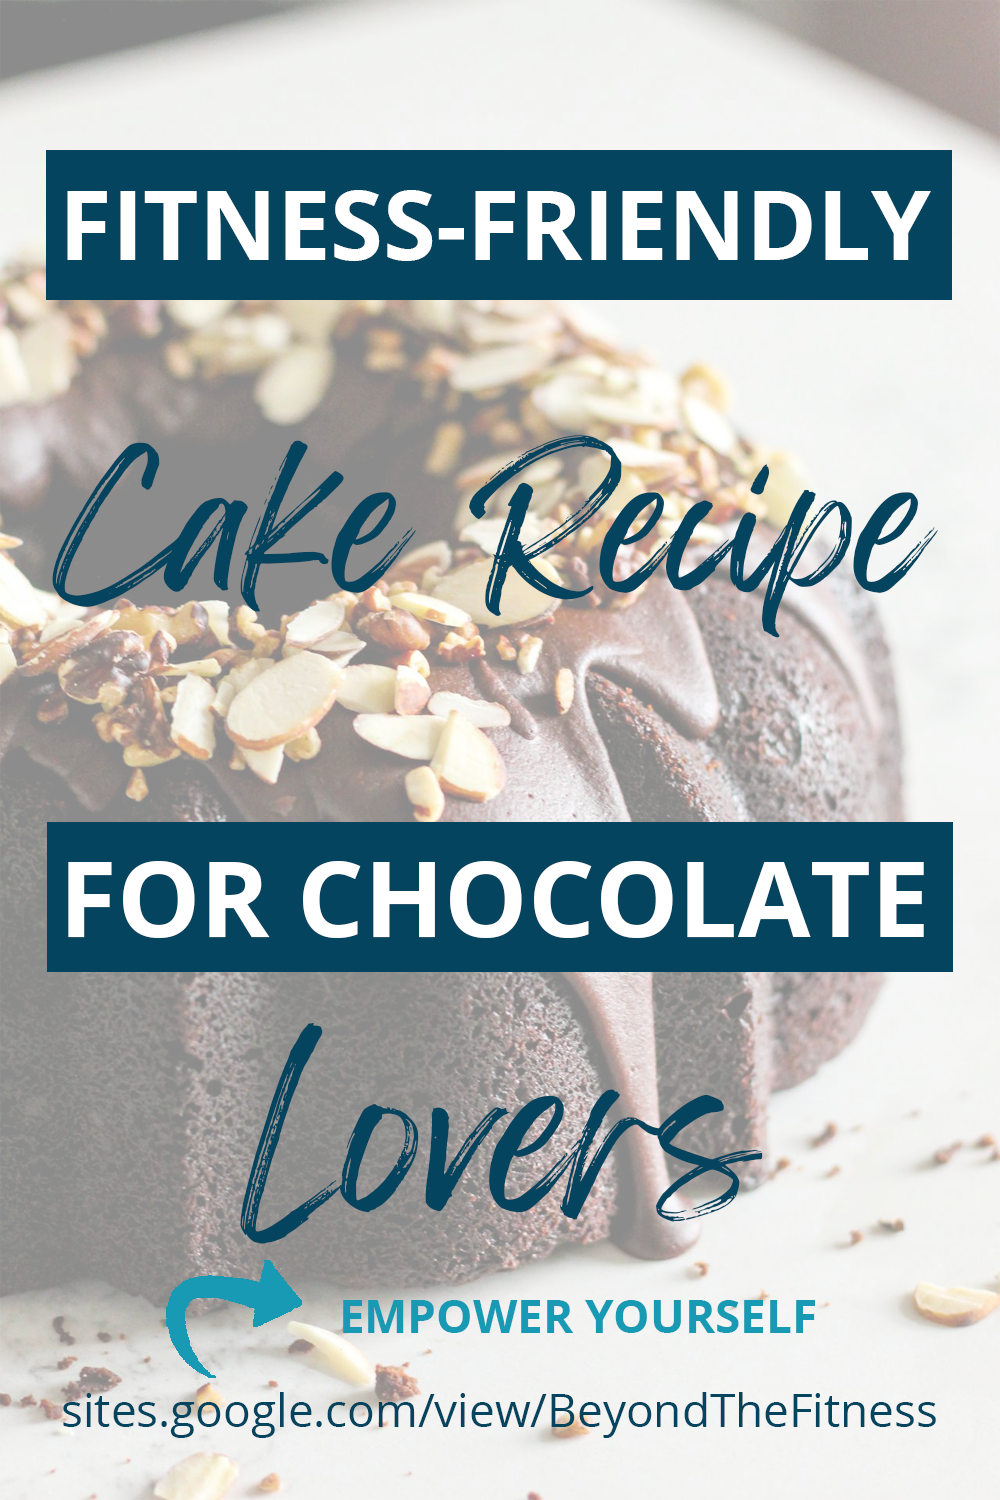 FITNESS-FRIENDLY
Cake Recipe
FOR CHOCOLATE
Lovers
EMPOWER YOURSELF
sites.google.com/view/BeyondTheFitness